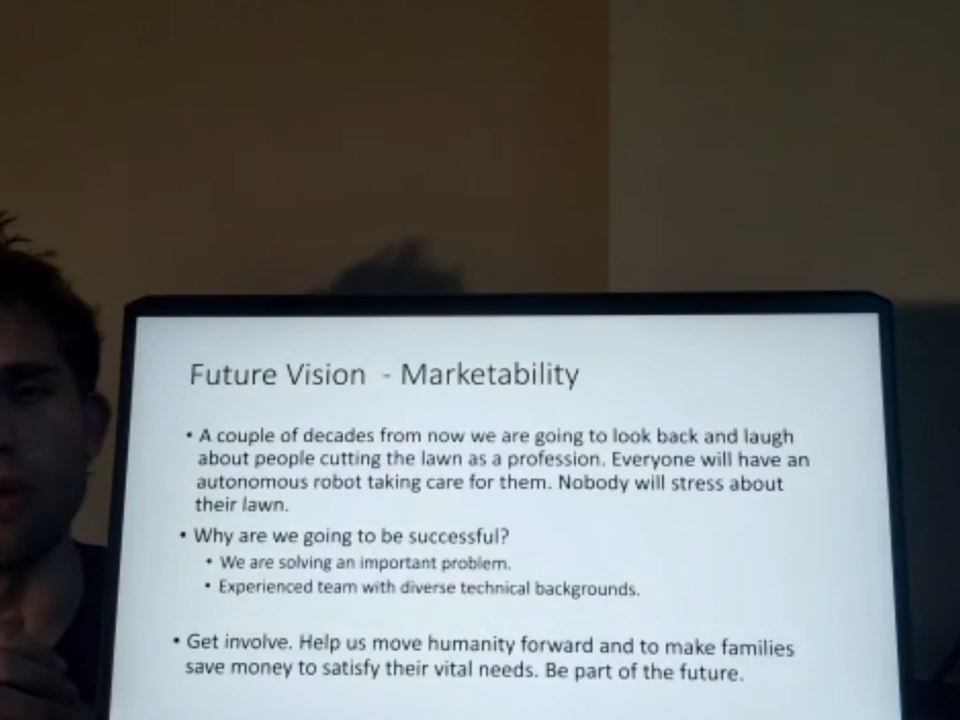 Future Vision - Marketability
• A couple of decades from now we are going to look back and laugh
about people cutting the lawn as a profession. Everyone will have an
autonomous robot taking care for them. Nobody will stress about
their lawn.
• Why are we going to be successful?
• We are solving an important problem.
• Experienced team with diverse technical backgrounds.
• Get involve. Help us move humanity forward and to make families
save money to satisfy their vital needs. Be part of the future.